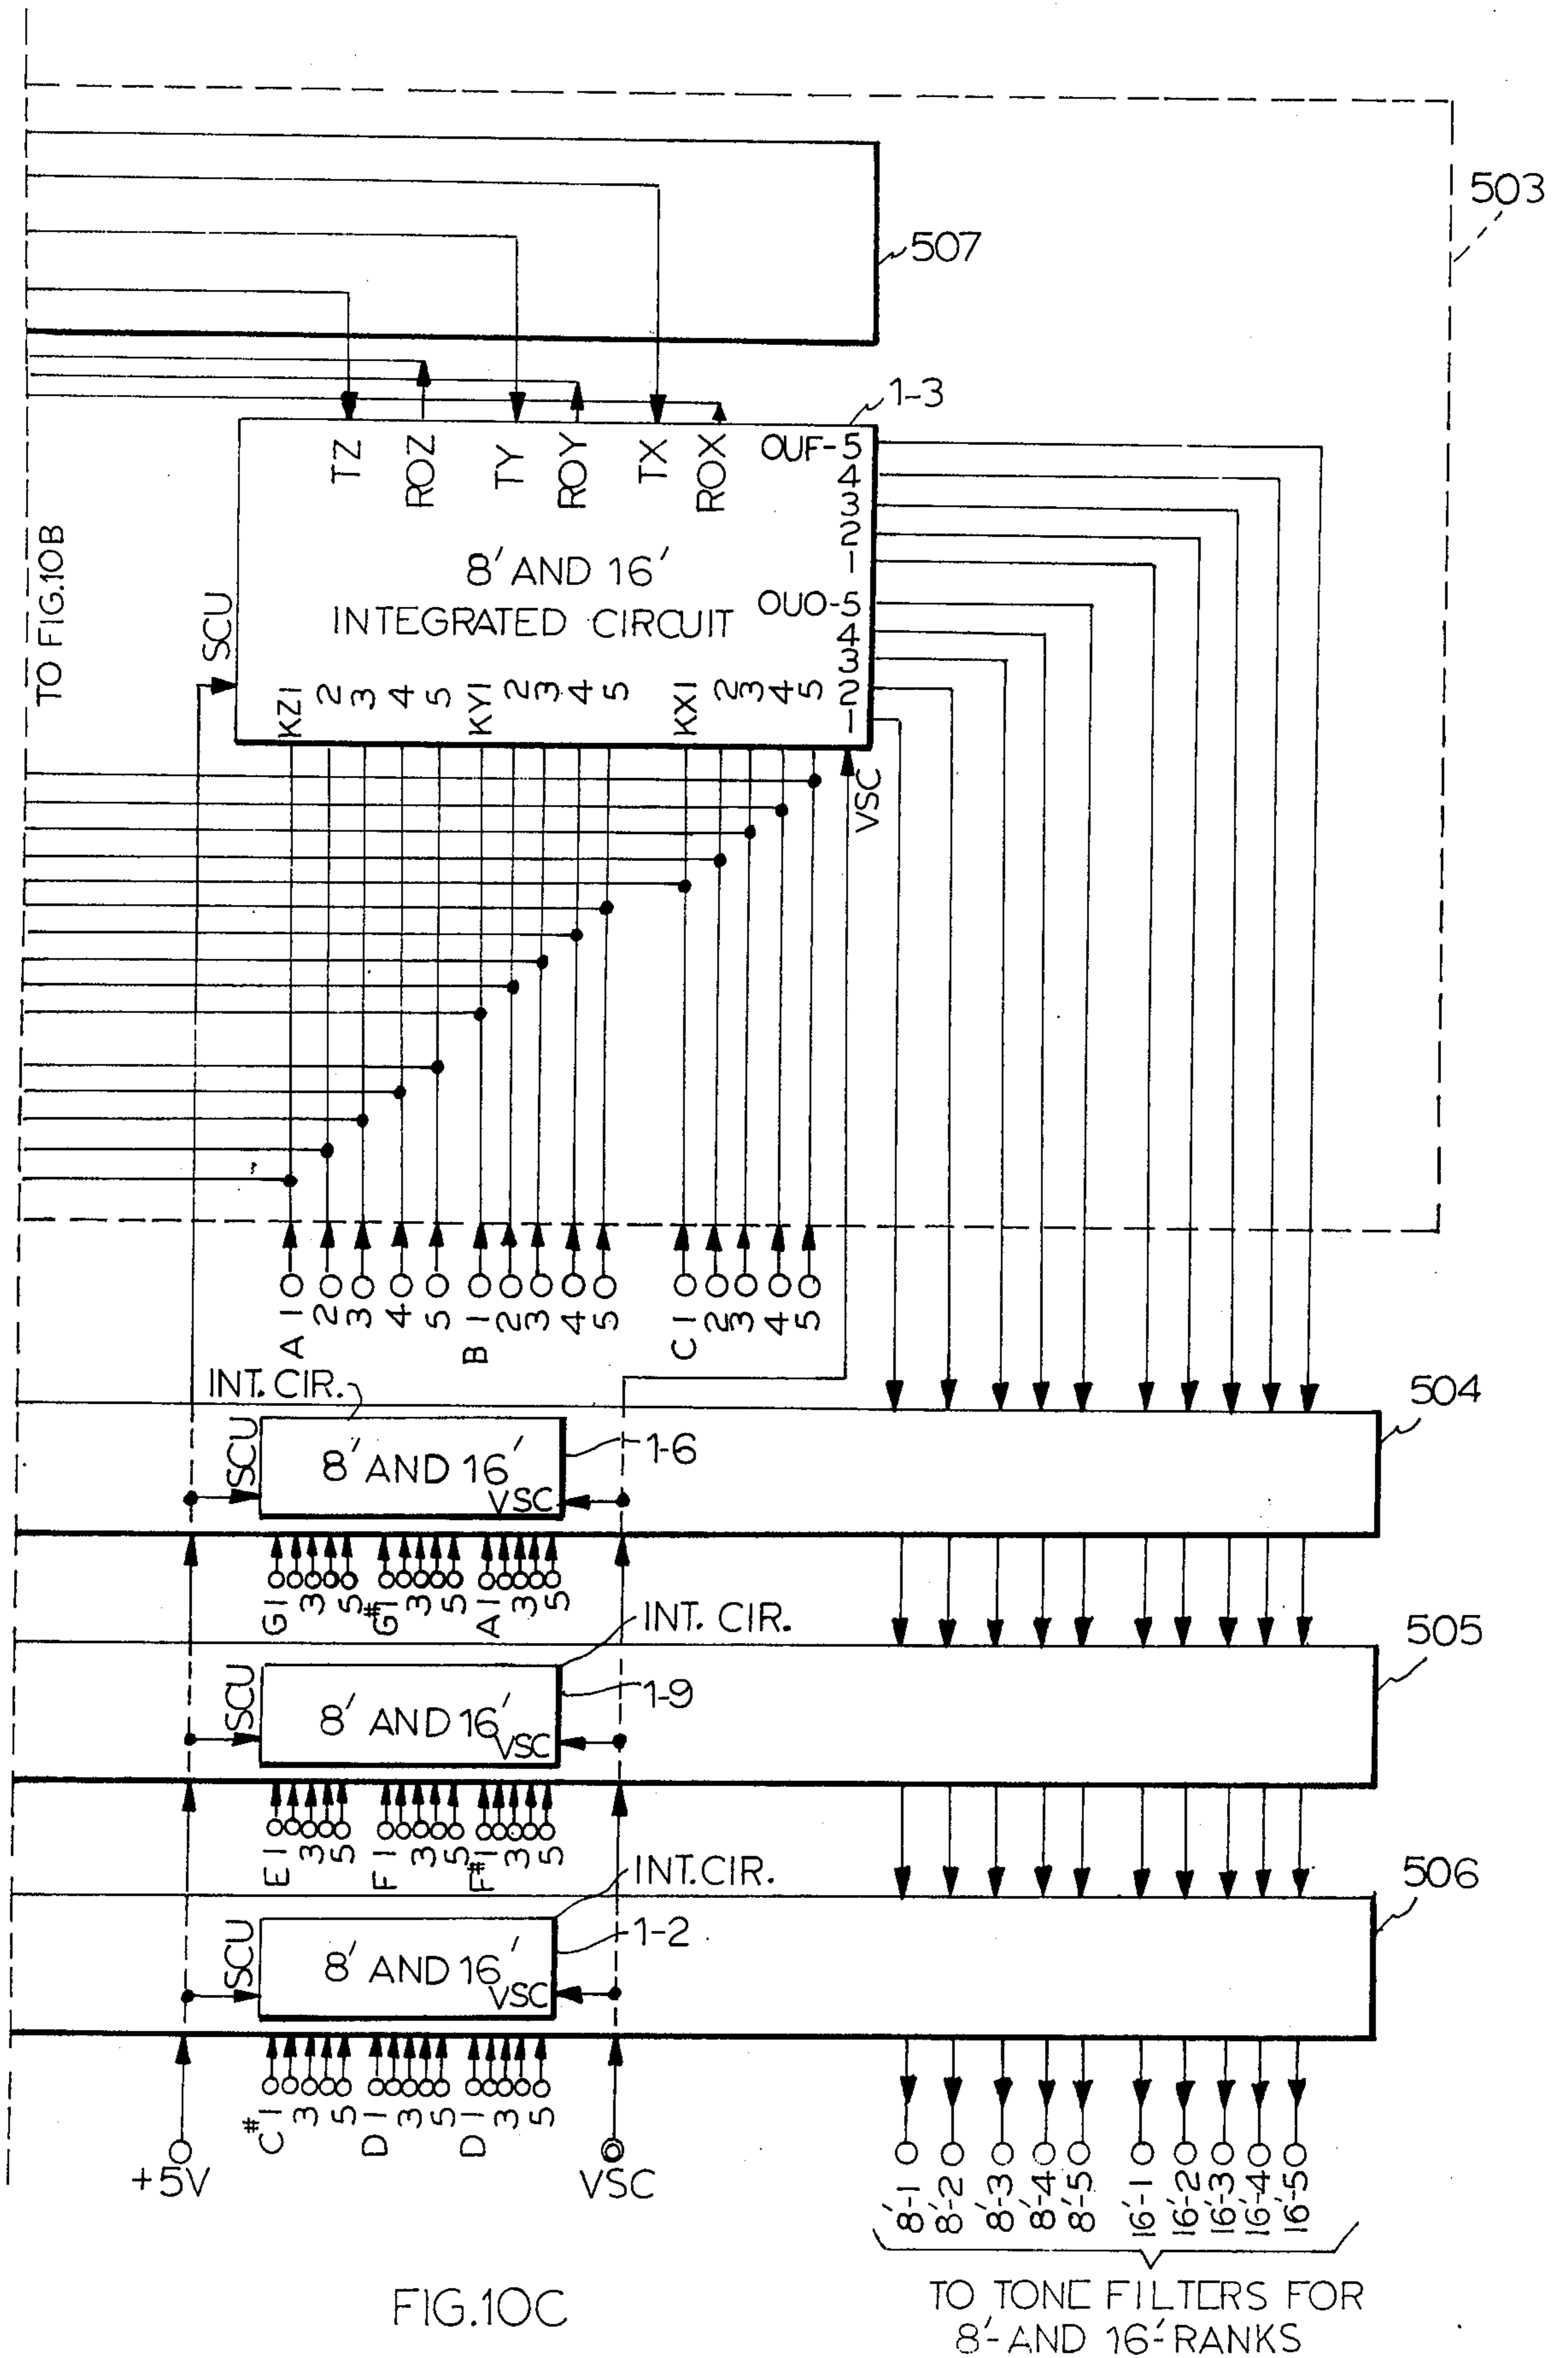 503
507
1-3
TZ
ROZ
TY
ROY
TX
ROX
OUF-5
4
3
2
1
8' AND 16'
INTEGRATED CIRCUIT
OUO-5
4
3
2
1
TO FIG.10B
SCU
KZ1
2
3
4
5
KY1
2
3
4
5
KX1
2
3
4
5
VSC
A 1
2
3
4
5
B 1
2
3
4
5
C 1
2
3
4
5
INT. CIR.
504
SCU
8' AND 16'
VSC
1-6
G 1
3
5
G# 1
3
5
A 1
3
5
INT. CIR.
505
SCU
8' AND 16'
VSC
1-9
E 1
3
5
F 1
3
5
F# 1
3
5
INT. CIR.
506
SCU
8' AND 16'
VSC
1-2
C# 1
3
5
D 1
3
5
D 1
3
5
+5V
VSC
8'-1
8'-2
8'-3
8'-4
8'-5
16'-1
16'-2
16'-3
16'-4
16'-5
TO TONE FILTERS FOR
8'- AND 16'- RANKS
FIG.10C